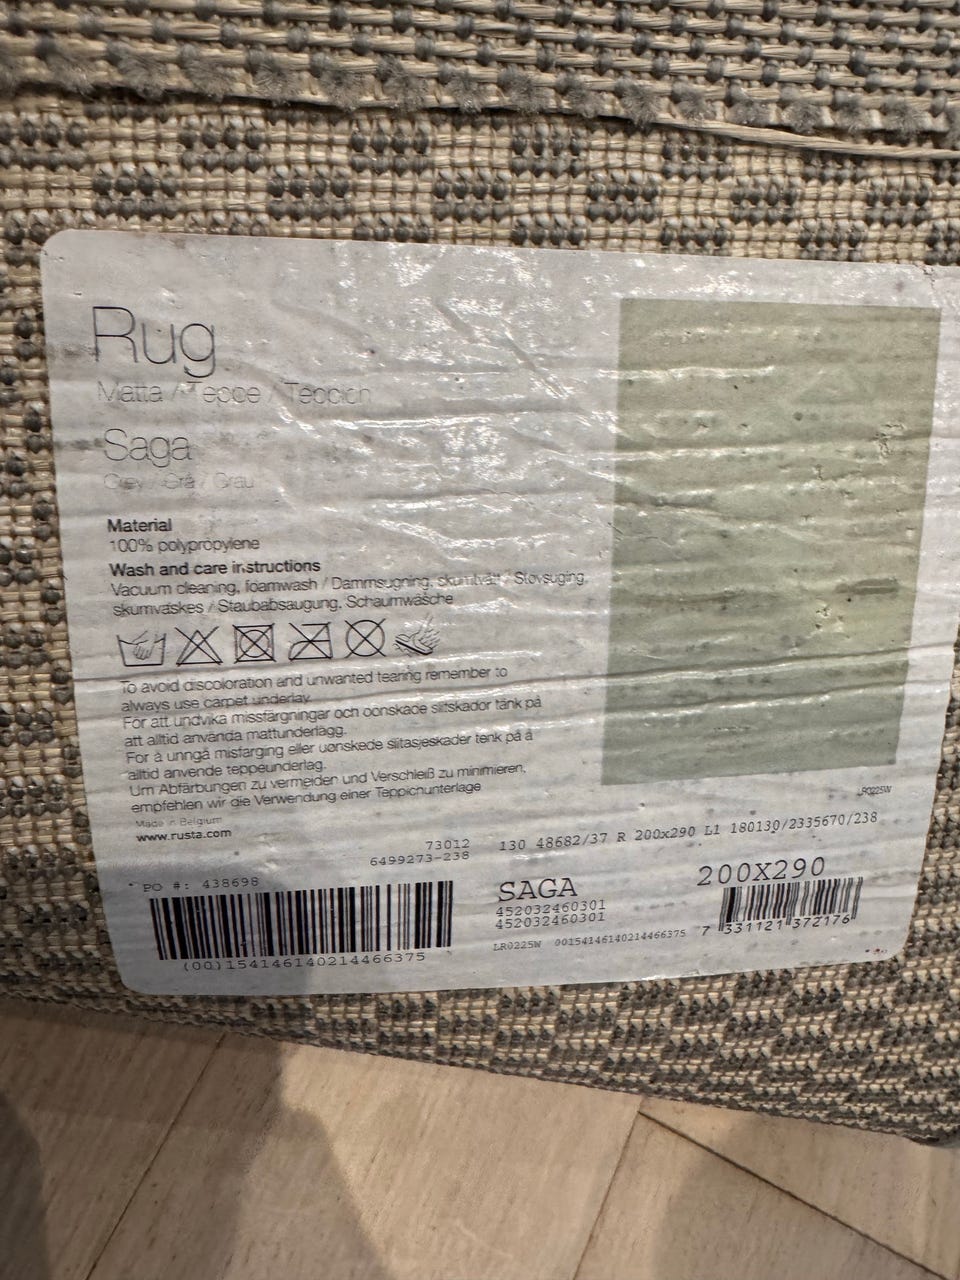 Rug
Matta / Teppe / Teppich
Saga
Grey / Grå / Grau
Material
100% polypropylene
Wash and care instructions
Vacuum cleaning, foamwash / Dammsugning, skumtvätt / Støvsuging,
skumvaskes / Staubabsaugung, Schaumwäsche
To avoid discoloration and unwanted tearing remember to
always use carpet underlay.
För att undvika missfärgningar och oönskade slitskador tänk på
att alltid använda mattunderlägg.
For å unngå misfarging eller uønskede slitasjeskader tenk på å
alltid anvende teppeunderlag.
Um Abfärbungen zu vermeiden und Verschleiß zu minimieren,
empfehlen wir die Verwendung einer Teppichunterlage
Made in Belgium
www.rusta.com
LR0225W
73012
6499273-238
130 48682/37 R 200x290 L1 180130/2335670/238
PO #: 438698
(00)154146140214466375
SAGA
452032460301
452032460301
LR0225W 00154146140214466375
200X290
7 331121 372176